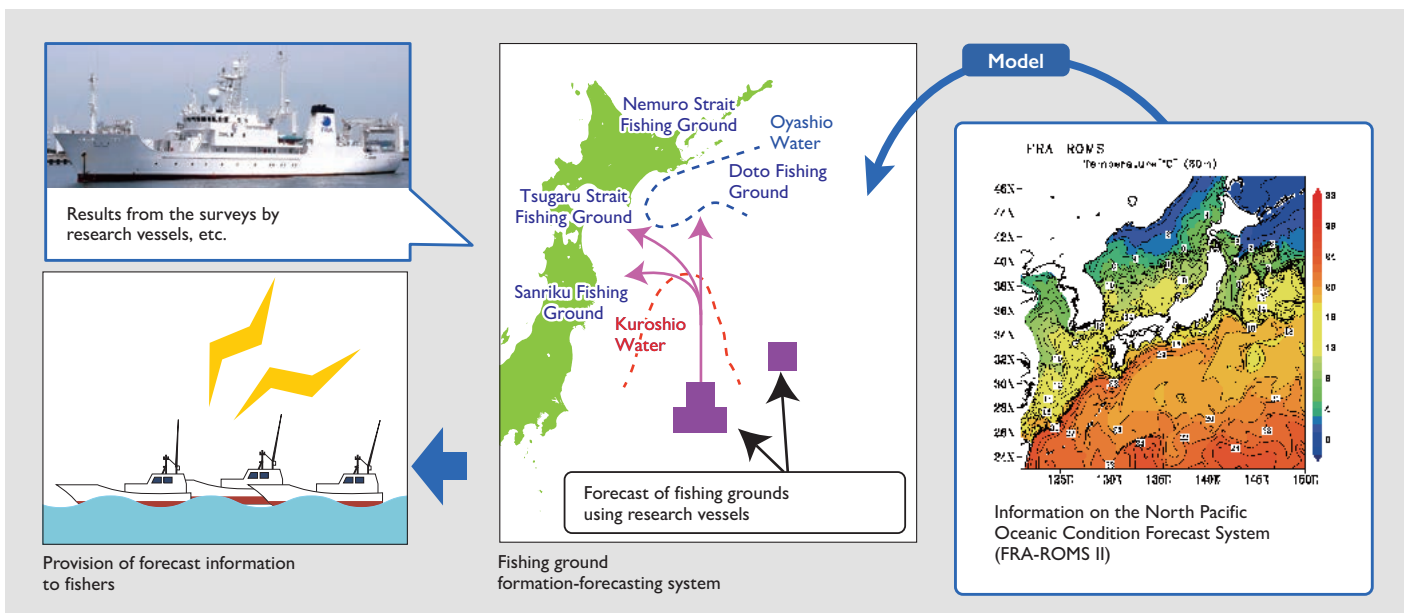 FRA
Results from the surveys by
research vessels, etc.
Provision of forecast information
to fishers
Nemuro Strait
Fishing Ground
Oyashio
Water
Doto Fishing
Ground
Tsugaru Strait
Fishing Ground
Sanriku Fishing
Ground
Kuroshio
Water
Forecast of fishing grounds
using research vessels
Fishing ground
formation-forecasting system
Model
FRA ROMS
Information on the North Pacific
Oceanic Condition Forecast System
(FRA-ROMS II)